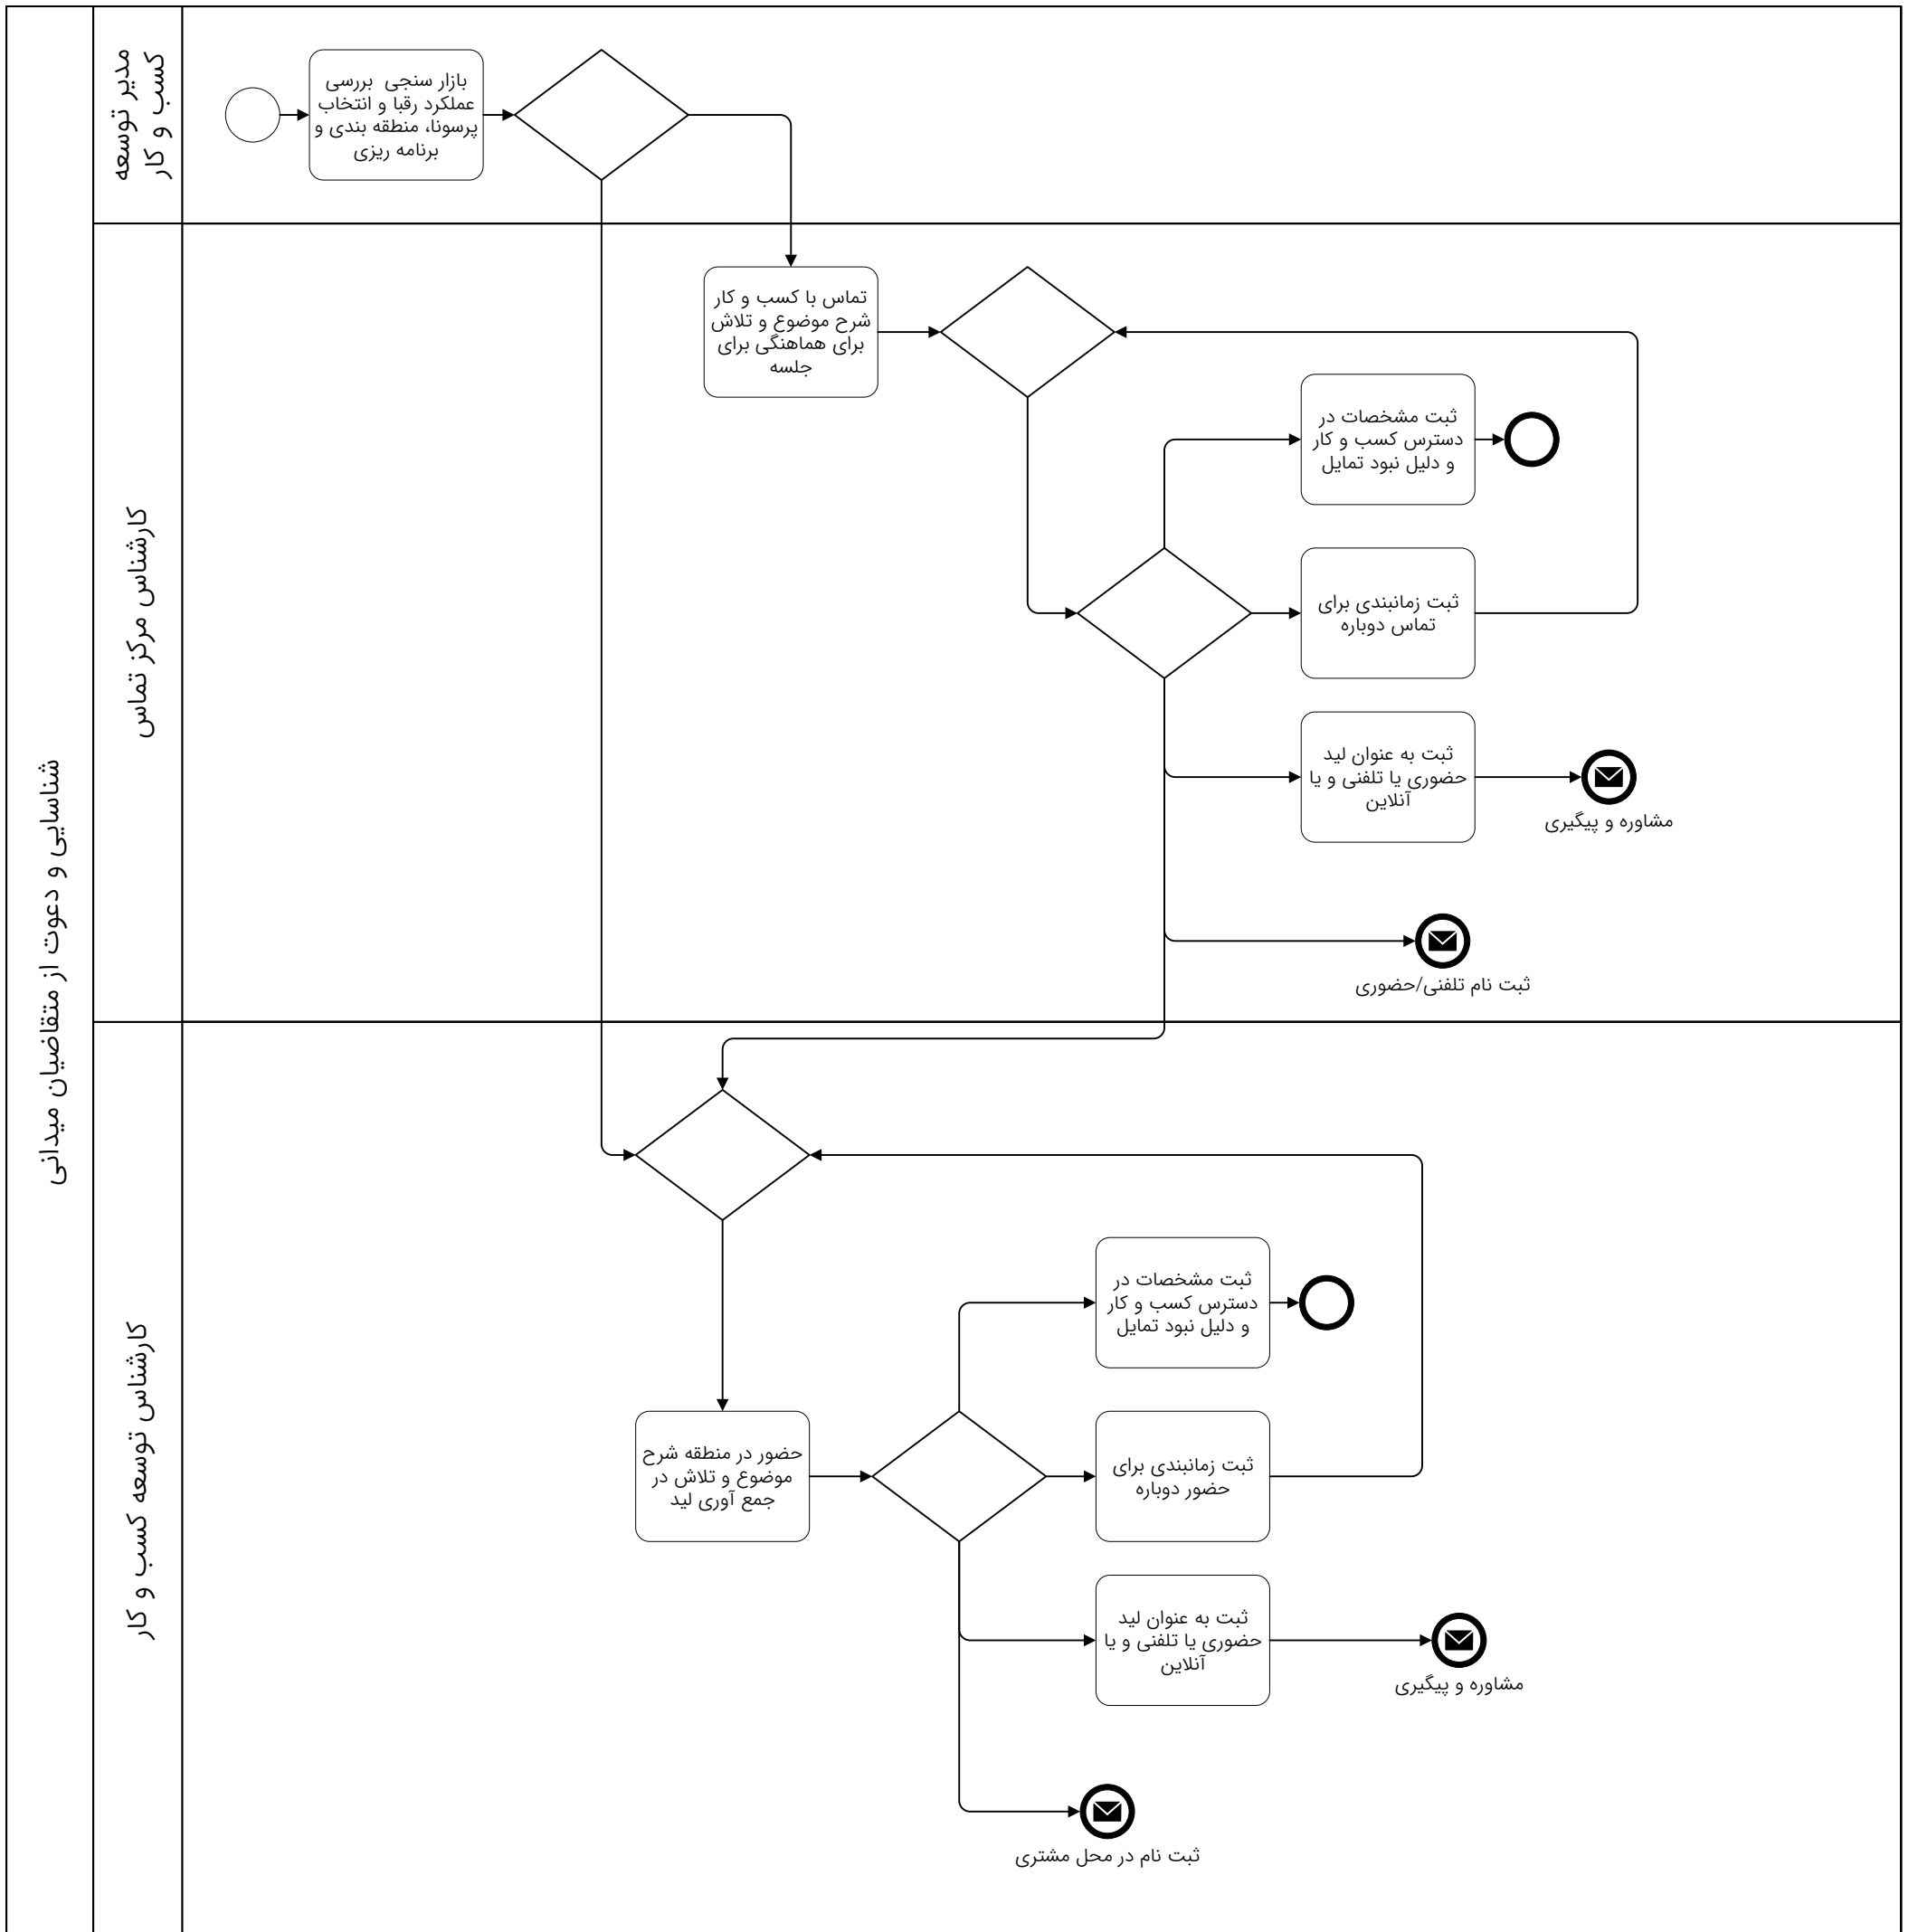 شناسایی و دعوت از متقاضیان میدانی
مدیر توسعه
کسب و کار
بازار سنجی  بررسی
عملکرد رقبا و انتخاب
پرسونا، منطقه بندی و
برنامه ریزی
کارشناس مرکز تماس
تماس با کسب و کار
شرح موضوع و تلاش
برای هماهنگی برای
جلسه
ثبت مشخصات در
دسترس کسب و کار
و دلیل نبود تمایل
ثبت زمانبندی برای
تماس دوباره
ثبت به عنوان لید
حضوری یا تلفنی و یا
آنلاین
مشاوره و پیگیری
ثبت نام تلفنی/حضوری
کارشناس توسعه کسب و کار
حضور در منطقه شرح
موضوع و تلاش در
جمع آوری لید
ثبت مشخصات در
دسترس کسب و کار
و دلیل نبود تمایل
ثبت زمانبندی برای
حضور دوباره
ثبت به عنوان لید
حضوری یا تلفنی و یا
آنلاین
مشاوره و پیگیری
ثبت نام در محل مشتری